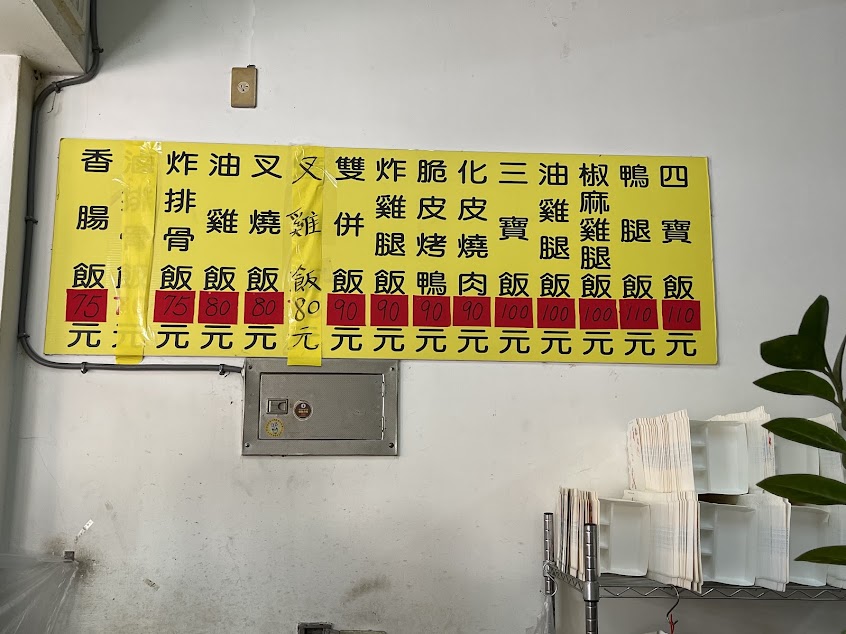 四寶飯110元
鴨腿飯110元
椒麻雞腿飯100元
油雞腿飯100元
三寶飯100元
化皮燒肉90元
脆皮烤鴨90元
炸雞腿飯90元
雙併飯90元
叉雞飯80元
叉燒飯80元
油雞飯80元
炸排骨飯75元
香腸飯75元